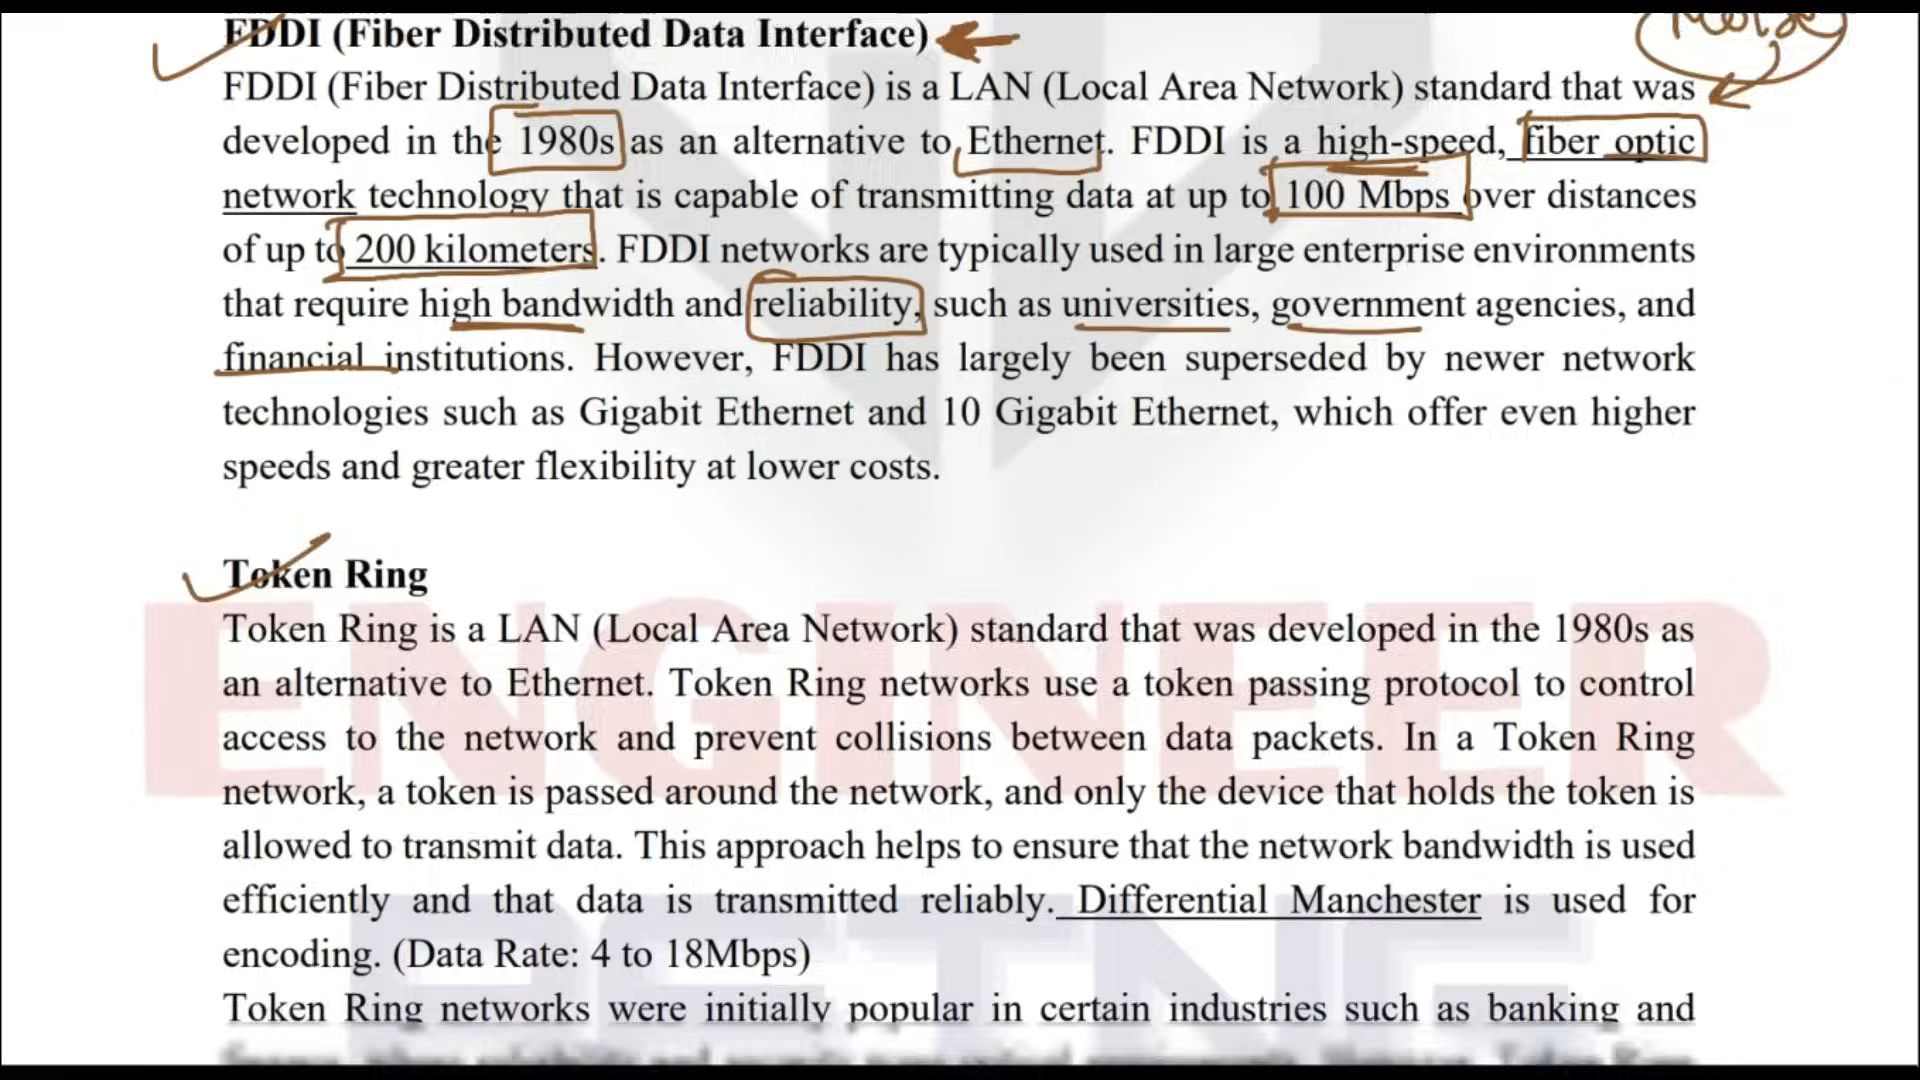 FDDI (Fiber Distributed Data Interface)
FDDI (Fiber Distributed Data Interface) is a LAN (Local Area Network) standard that was
developed in the 1980s as an alternative to Ethernet. FDDI is a high-speed, fiber optic
network technology that is capable of transmitting data at up to 100 Mbps over distances
of up to 200 kilometers. FDDI networks are typically used in large enterprise environments
that require high bandwidth and reliability, such as universities, government agencies, and
financial institutions. However, FDDI has largely been superseded by newer network
technologies such as Gigabit Ethernet and 10 Gigabit Ethernet, which offer even higher
speeds and greater flexibility at lower costs.
Token Ring
Token Ring is a LAN (Local Area Network) standard that was developed in the 1980s as
an alternative to Ethernet. Token Ring networks use a token passing protocol to control
access to the network and prevent collisions between data packets. In a Token Ring
network, a token is passed around the network, and only the device that holds the token is
allowed to transmit data. This approach helps to ensure that the network bandwidth is used
efficiently and that data is transmitted reliably. Differential Manchester is used for
encoding. (Data Rate: 4 to 18Mbps)
Token Ring networks were initially popular in certain industries such as banking and
ENGINEER